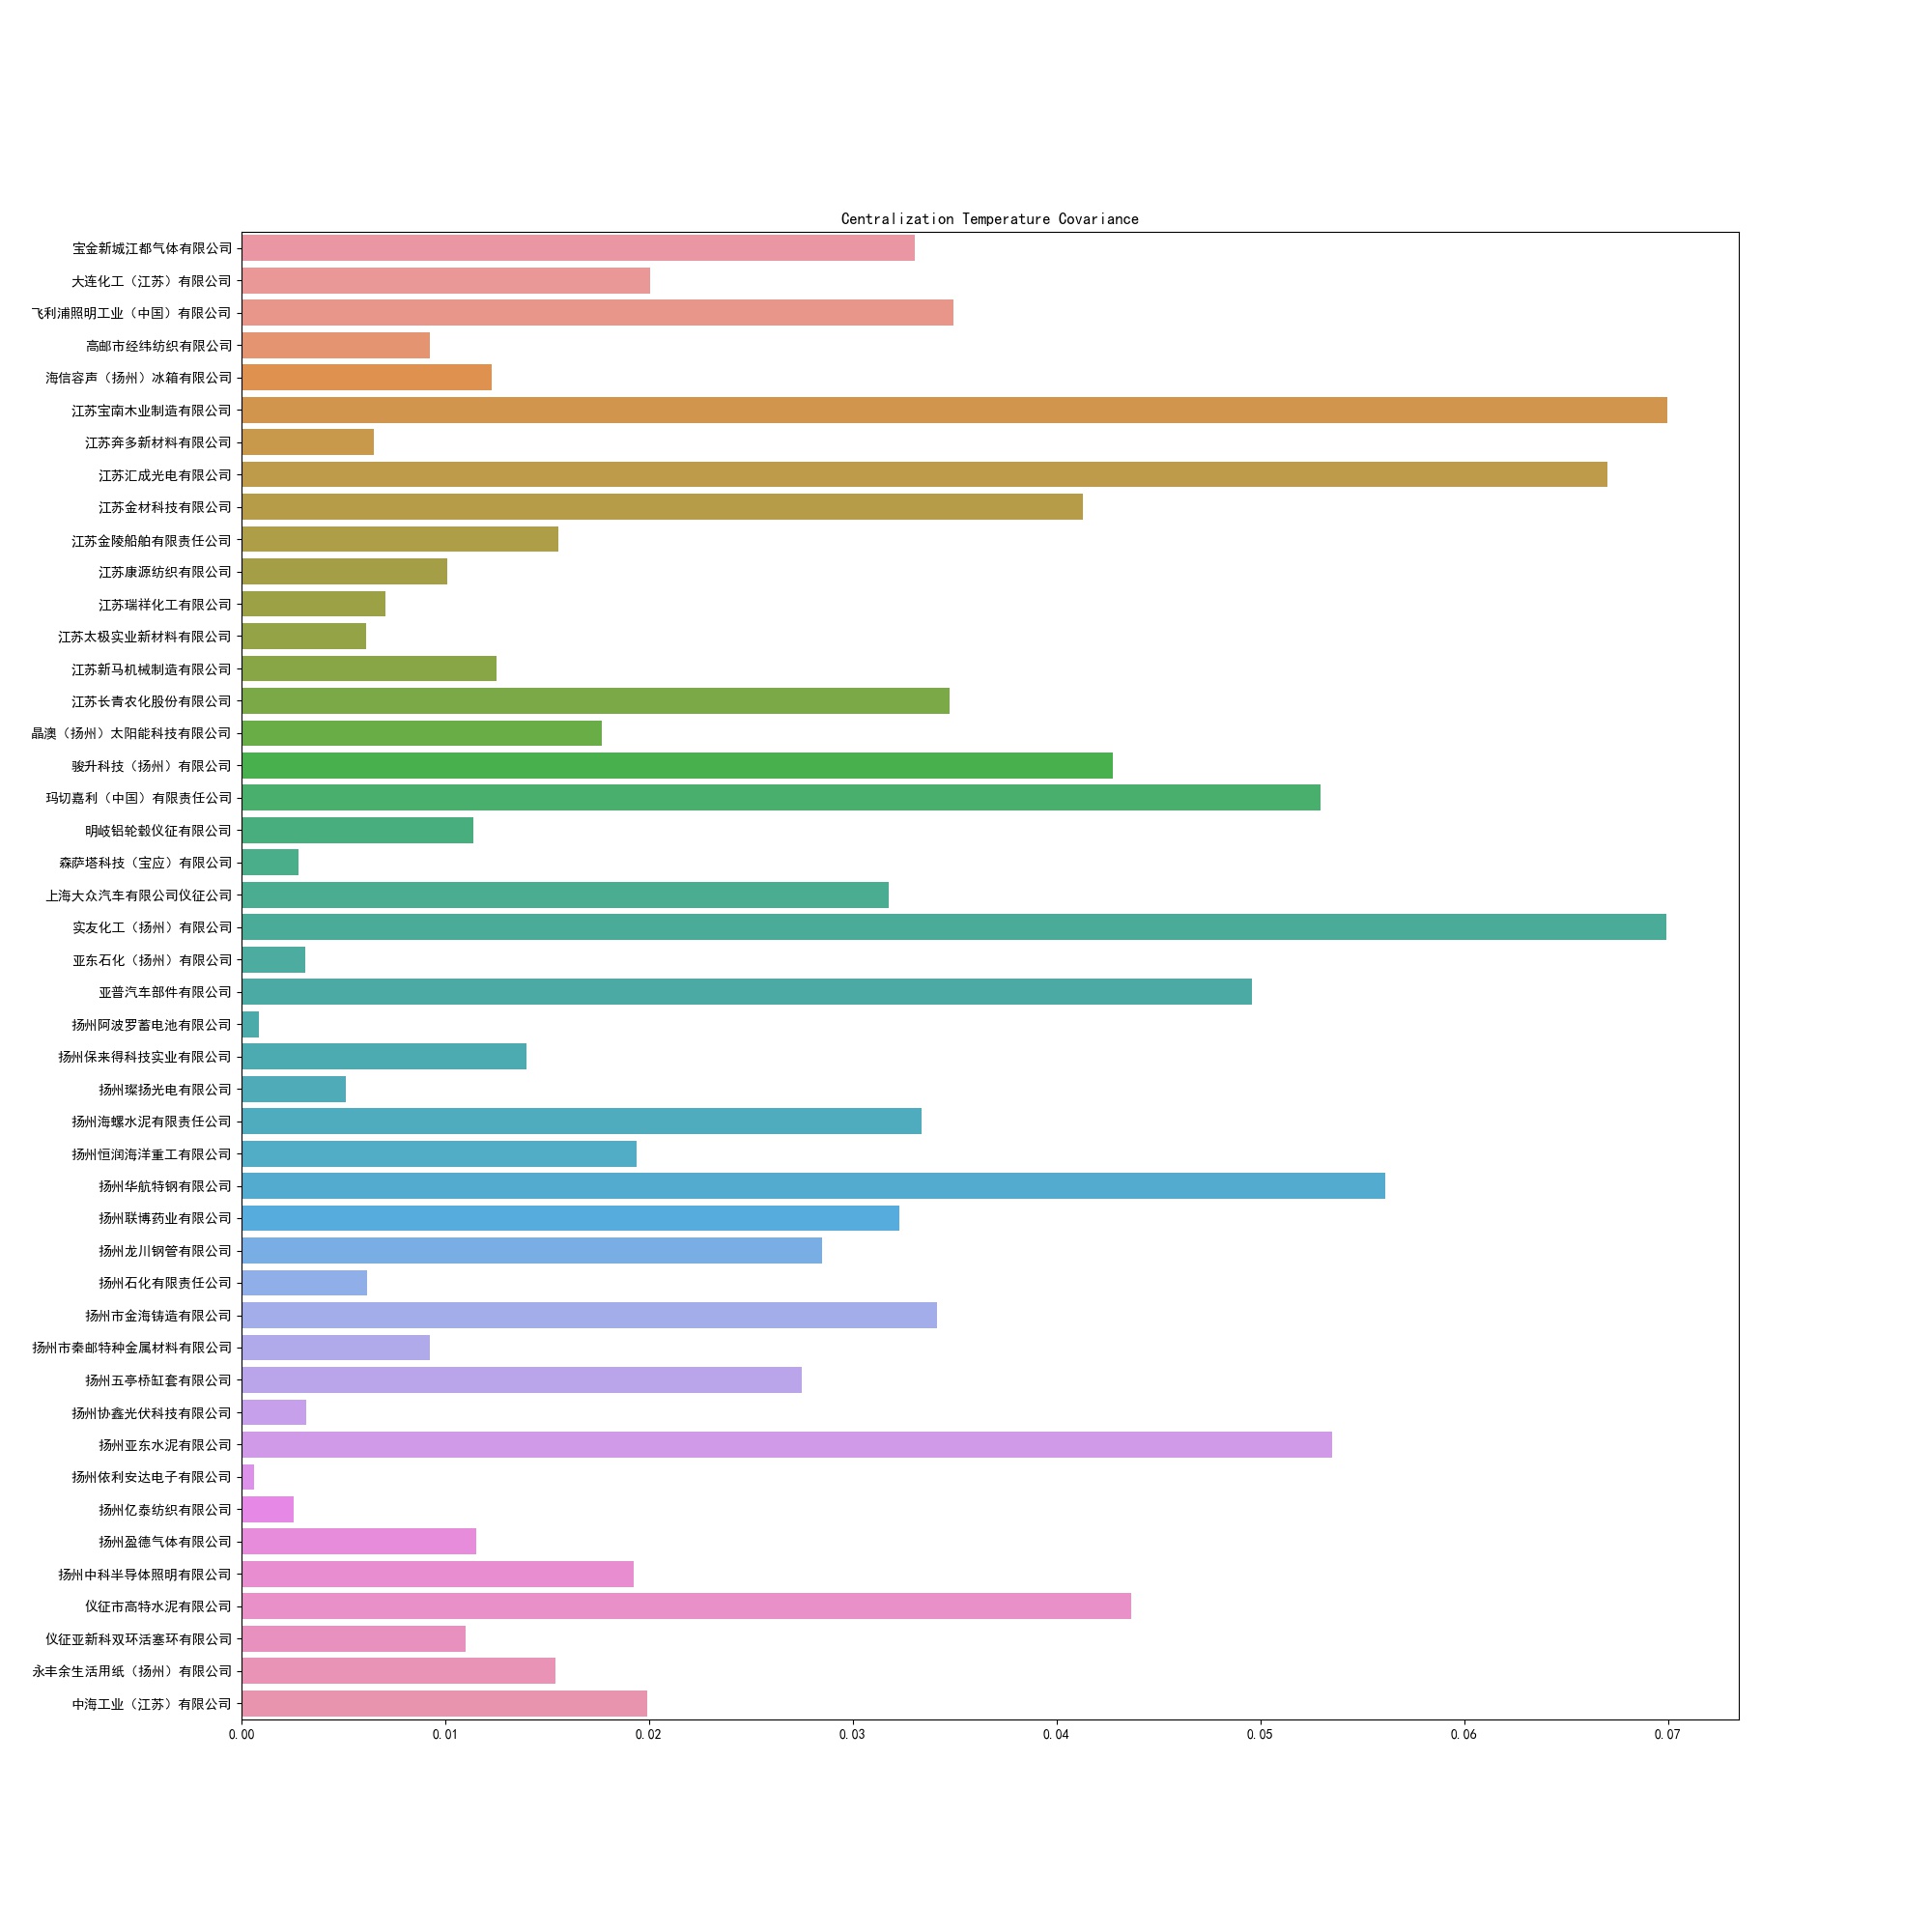 Centralization Temperature Covariance
宝金新城江都气体有限公司
大连化工（江苏）有限公司
飞利浦照明工业（中国）有限公司
高邮市经纬纺织有限公司
海信容声（扬州）冰箱有限公司
江苏宝南木业制造有限公司
江苏奔多新材料有限公司
江苏汇成光电有限公司
江苏金材科技有限公司
江苏金陵船舶有限责任公司
江苏康源纺织有限公司
江苏瑞祥化工有限公司
江苏太极实业新材料有限公司
江苏新马机械制造有限公司
江苏长青农化股份有限公司
晶澳（扬州）太阳能科技有限公司
骏升科技（扬州）有限公司
玛切嘉利（中国）有限责任公司
明岐铝轮毂仪征有限公司
森萨塔科技（宝应）有限公司
上海大众汽车有限公司仪征公司
实友化工（扬州）有限公司
亚东石化（扬州）有限公司
亚普汽车部件有限公司
扬州阿波罗蓄电池有限公司
扬州保来得科技实业有限公司
扬州璨扬光电有限公司
扬州海螺水泥有限责任公司
扬州恒润海洋重工有限公司
扬州华航特钢有限公司
扬州联博药业有限公司
扬州龙川钢管有限公司
扬州石化有限责任公司
扬州市金海铸造有限公司
扬州市秦邮特种金属材料有限公司
扬州五亭桥缸套有限公司
扬州协鑫光伏科技有限公司
扬州亚东水泥有限公司
扬州依利安达电子有限公司
扬州亿泰纺织有限公司
扬州盈德气体有限公司
扬州中科半导体照明有限公司
仪征市高特水泥有限公司
仪征亚新科双环活塞环有限公司
永丰余生活用纸（扬州）有限公司
中海工业（江苏）有限公司
0.00 0.01 0.02 0.03 0.04 0.05 0.06 0.07